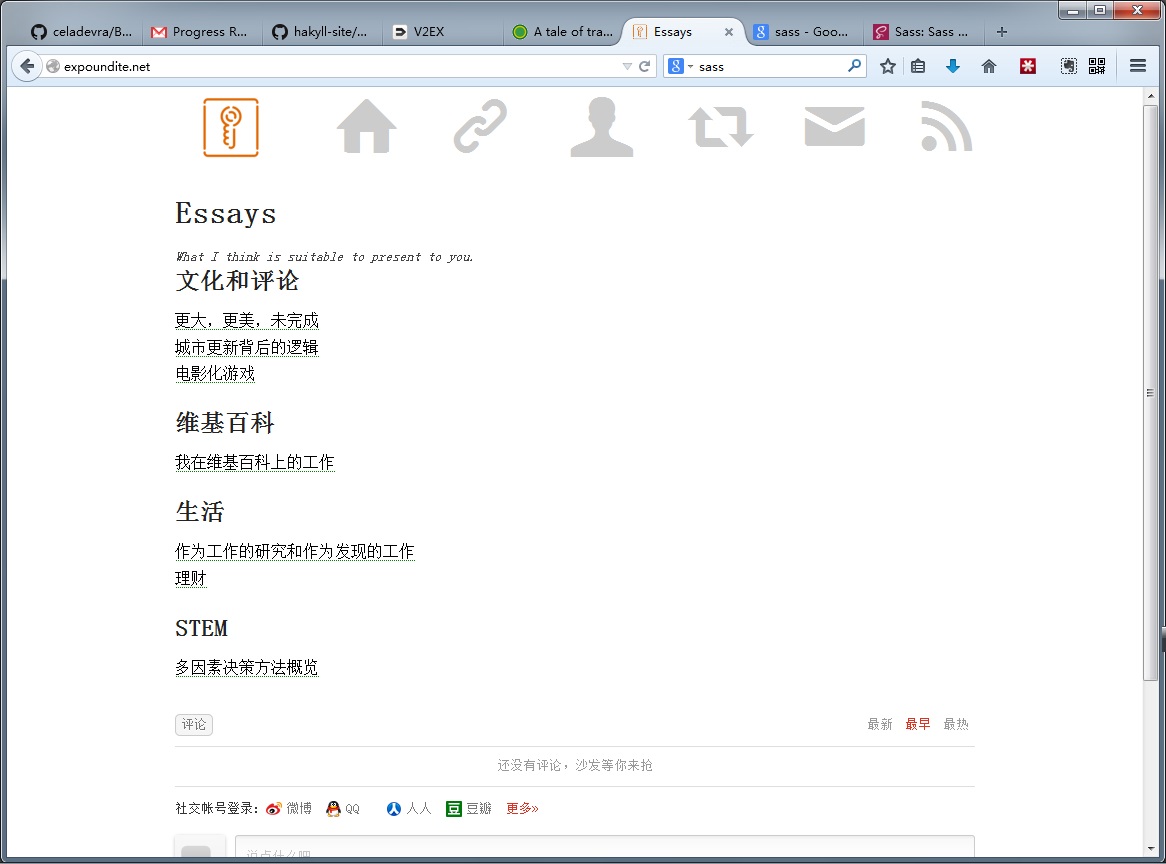 celadevra/B...
Progress R...
hakyll-site/...
V2EX
A tale of tra...
Essays
sass - Goo...
Sass: Sass ...
expoundite.net
sass
Essays
What I think is suitable to present to you.
文化和评论
更大，更美，未完成
城市更新背后的逻辑
电影化游戏
维基百科
我在维基百科上的工作
生活
作为工作的研究和作为发现的工作
理财
STEM
多因素决策方法概览
评论 最新 最早 最热
还没有评论，沙发等你来抢
社交帐号登录: 微博 QQ 人人 豆瓣 更多»
说点什么吧